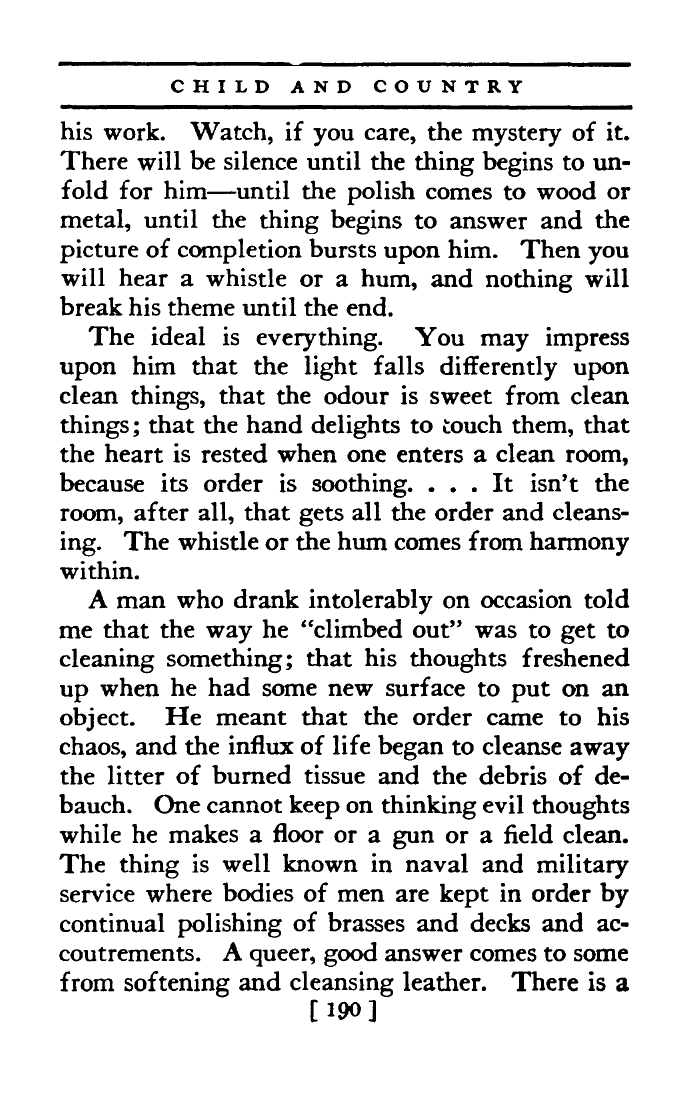 CHILD AND COUNTRY
his work. Watch, if you care, the mystery of it.
There will be silence until the thing begins to un-
fold for him—until the polish comes to wood or
metal, until the thing begins to answer and the
picture of completion bursts upon him. Then you
will hear a whistle or a hum, and nothing will
break his theme until the end.
The ideal is everything. You may impress
upon him that the light falls differently upon
clean things, that the odour is sweet from clean
things; that the hand delights to touch them, that
the heart is rested when one enters a clean room,
because its order is soothing. . . . It isn't the
room, after all, that gets all the order and cleans-
ing. The whistle or the hum comes from harmony
within.
A man who drank intolerably on occasion told
me that the way he "climbed out" was to get to
cleaning something; that his thoughts freshened
up when he had some new surface to put on an
object. He meant that the order came to his
chaos, and the influx of life began to cleanse away
the litter of burned tissue and the debris of de-
bauch. One cannot keep on thinking evil thoughts
while he makes a floor or a gun or a field clean.
The thing is well known in naval and military
service where bodies of men are kept in order by
continual polishing of brasses and decks and ac-
coutrements. A queer, good answer comes to some
from softening and cleansing leather. There is a
[ 190 ]